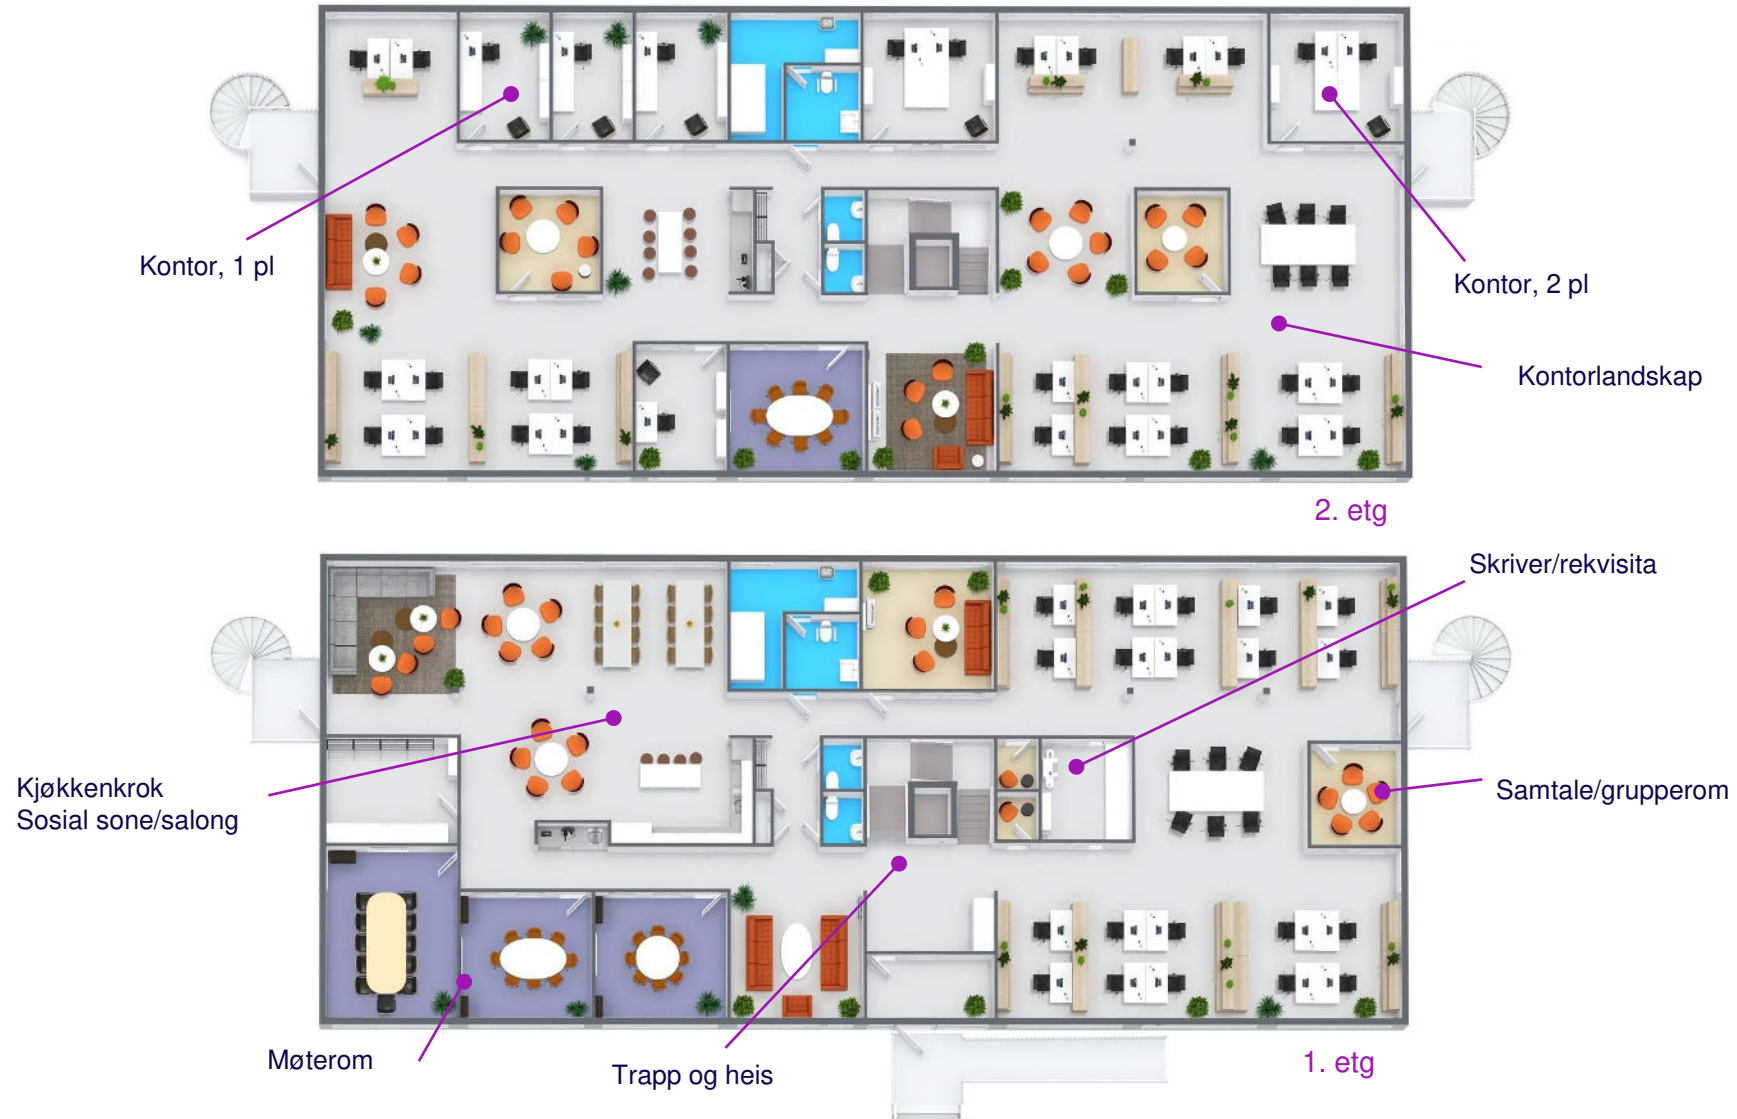 Kontor, 1 pl
Kontor, 2 pl
Kontorlandskap
2. etg
Skriver/rekvisita
Kjøkkenkrok
Sosial sone/salong
Samtale/grupperom
Møterom
Trapp og heis
1. etg